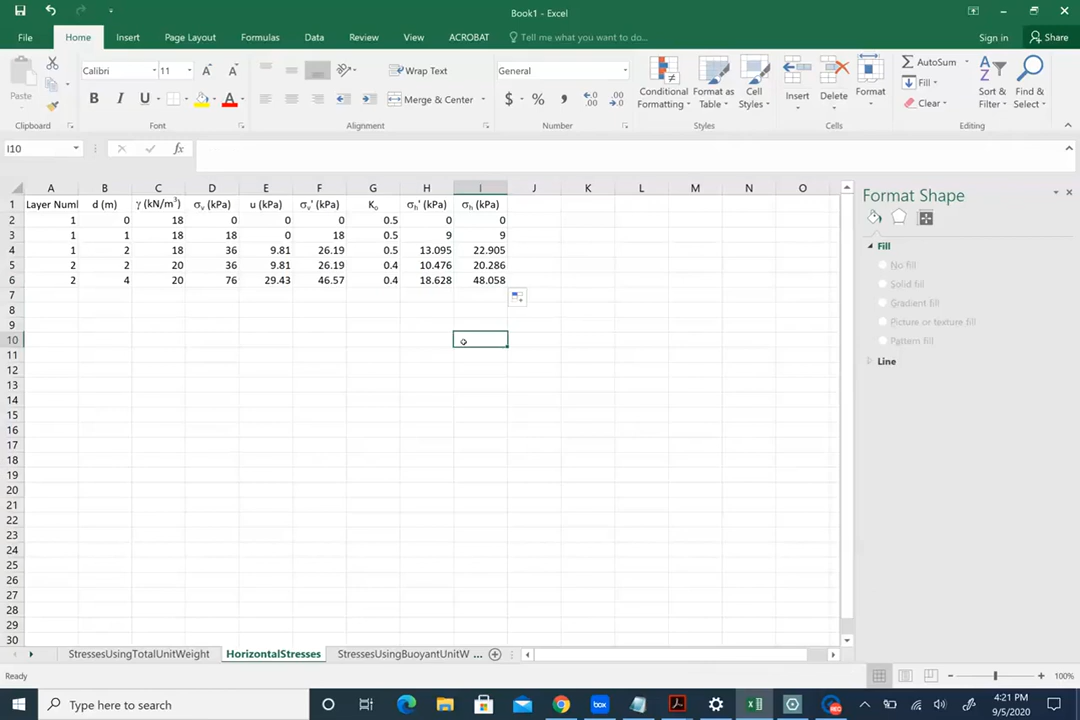 Book1 - Excel
File Home Insert Page Layout Formulas Data Review View ACROBAT Tell me what you want to do... Sign in Share
Paste
Calibri 11
B I U A
Wrap Text
Merge & Center
General
$ % ,
Conditional Formatting
Format as Table
Cell Styles
Insert Delete Format
AutoSum
Fill
Clear
Sort & Filter
Find & Select
Clipboard Font Alignment Number Styles Cells Editing
I10 fx
A B C D E F G H I J K L M N O
1 Layer Numl d (m) γ (kN/m³) σv (kPa) u (kPa) σv' (kPa) Ko σh' (kPa) σh (kPa)
2 1 0 18 0 0 0 0.5 0 0
3 1 1 18 18 0 18 0.5 9 9
4 1 2 18 36 9.81 26.19 0.5 13.095 22.905
5 2 2 20 36 9.81 26.19 0.4 10.476 20.286
6 2 4 20 76 29.43 46.57 0.4 18.628 48.058
7
8
9
10
11
12
13
14
15
16
17
18
19
20
21
22
23
24
25
26
27
28
29
30
Format Shape
Fill
No fill
Solid fill
Gradient fill
Picture or texture fill
Pattern fill
Line
StressesUsingTotalUnitWeight HorizontalStresses StressesUsingBuoyantUnitW ...
Ready 100%
Type here to search
4:21 PM
9/5/2020